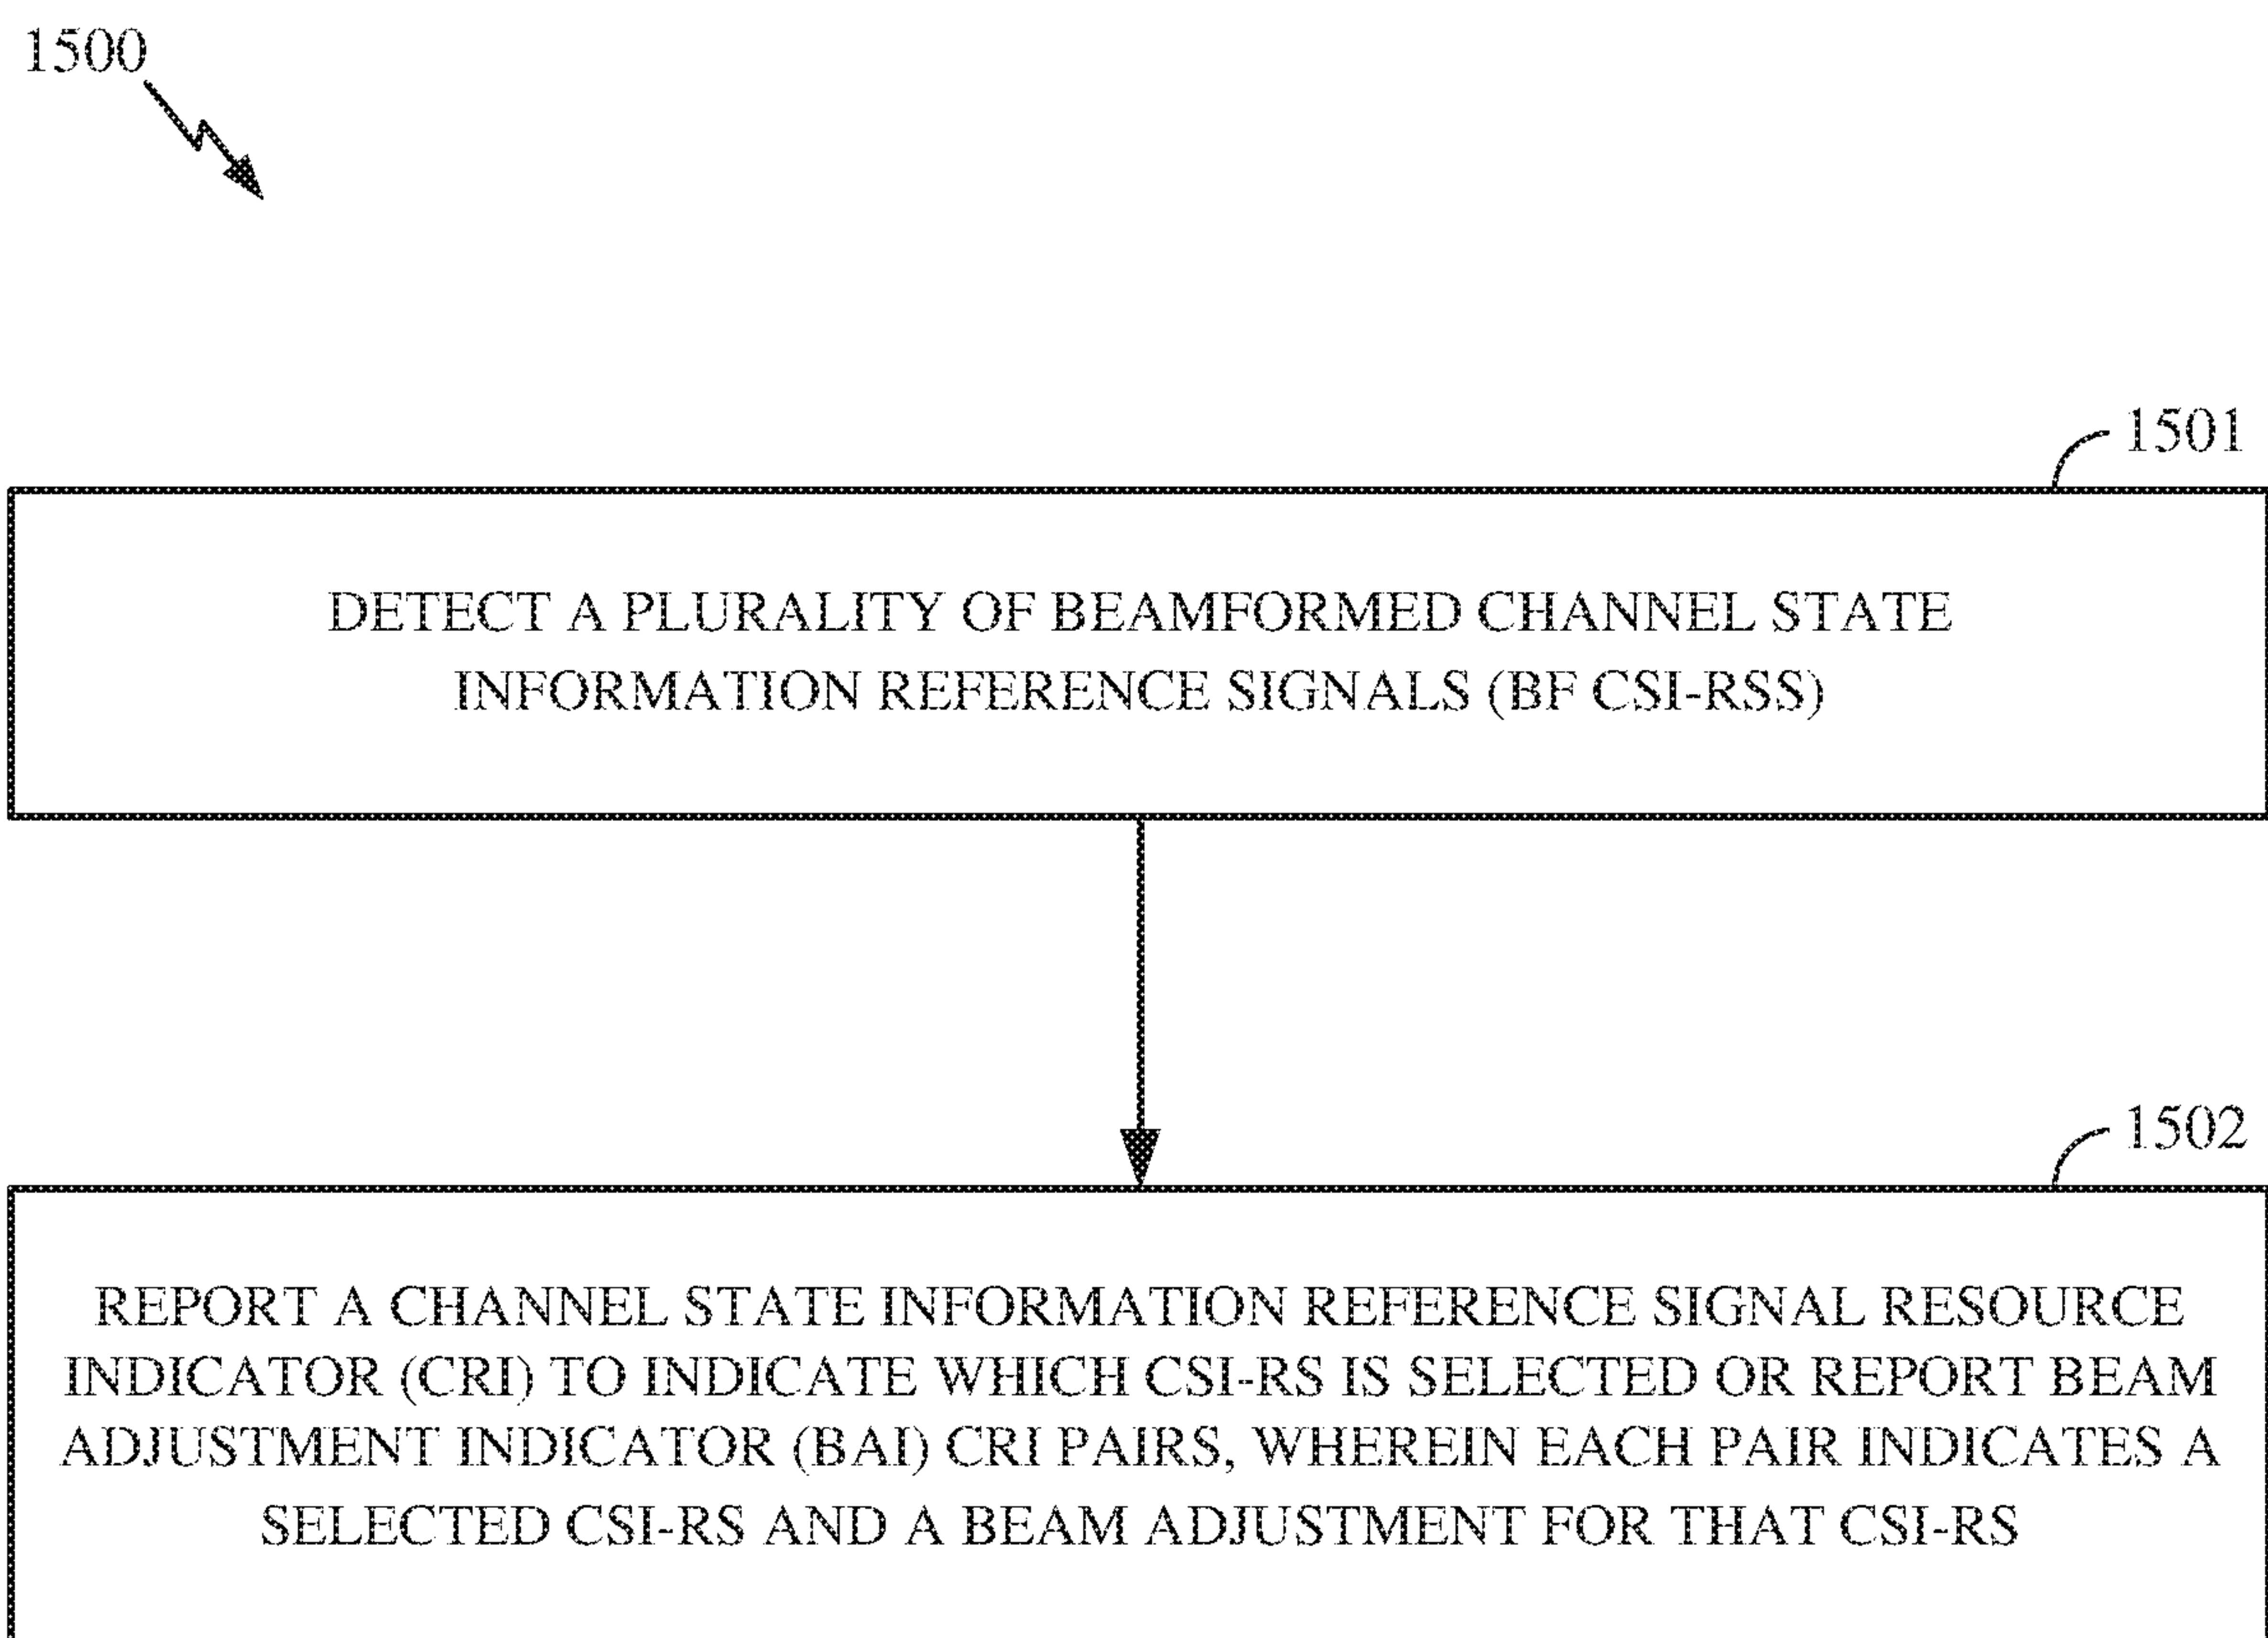 1500
1501
DETECT A PLURALITY OF BEAMFORMED CHANNEL STATE
INFORMATION REFERENCE SIGNALS (BF CSI-RSS)
1502
REPORT A CHANNEL STATE INFORMATION REFERENCE SIGNAL RESOURCE
INDICATOR (CRI) TO INDICATE WHICH CSI-RS IS SELECTED OR REPORT BEAM
ADJUSTMENT INDICATOR (BAI) CRI PAIRS, WHEREIN EACH PAIR INDICATES A
SELECTED CSI-RS AND A BEAM ADJUSTMENT FOR THAT CSI-RS